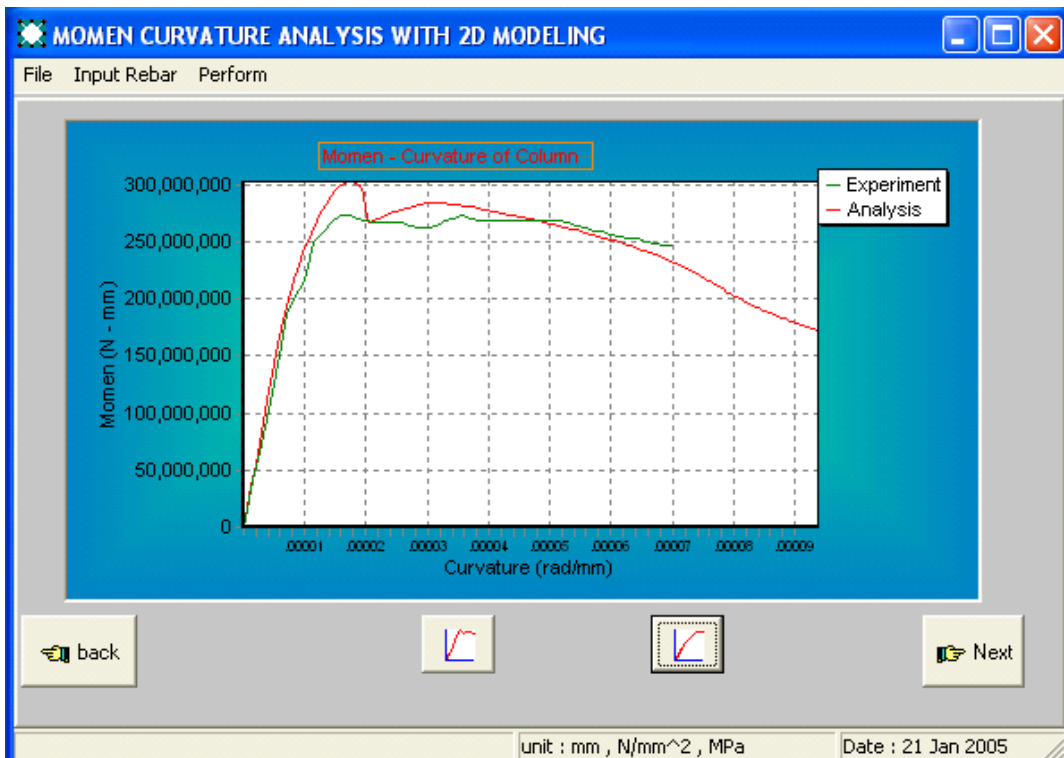 MOMEN CURVATURE ANALYSIS WITH 2D MODELING
File Input Rebar Perform
Momen - Curvature of Column
Experiment
Analysis
300,000,000
250,000,000
200,000,000
150,000,000
100,000,000
50,000,000
0
Momen (N - mm)
.00001 .00002 .00003 .00004 .00005 .00006 .00007 .00008 .00009
Curvature (rad/mm)
back
Next
unit : mm , N/mm^2 , MPa
Date : 21 Jan 2005